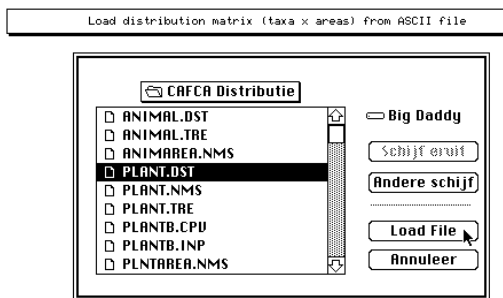 Load distribution matrix (taxa x areas) from ASCII file
CAFCA Distributie
ANIMAL.DST
ANIMAL.TRE
ANIMAREA.NMS
PLANT.DST
PLANT.NMS
PLANT.TRE
PLANTB.CPV
PLANTB.INP
PLNTAREA.NMS
Big Daddy
Schijf eruit
Andere schijf
Load File
Annuleer